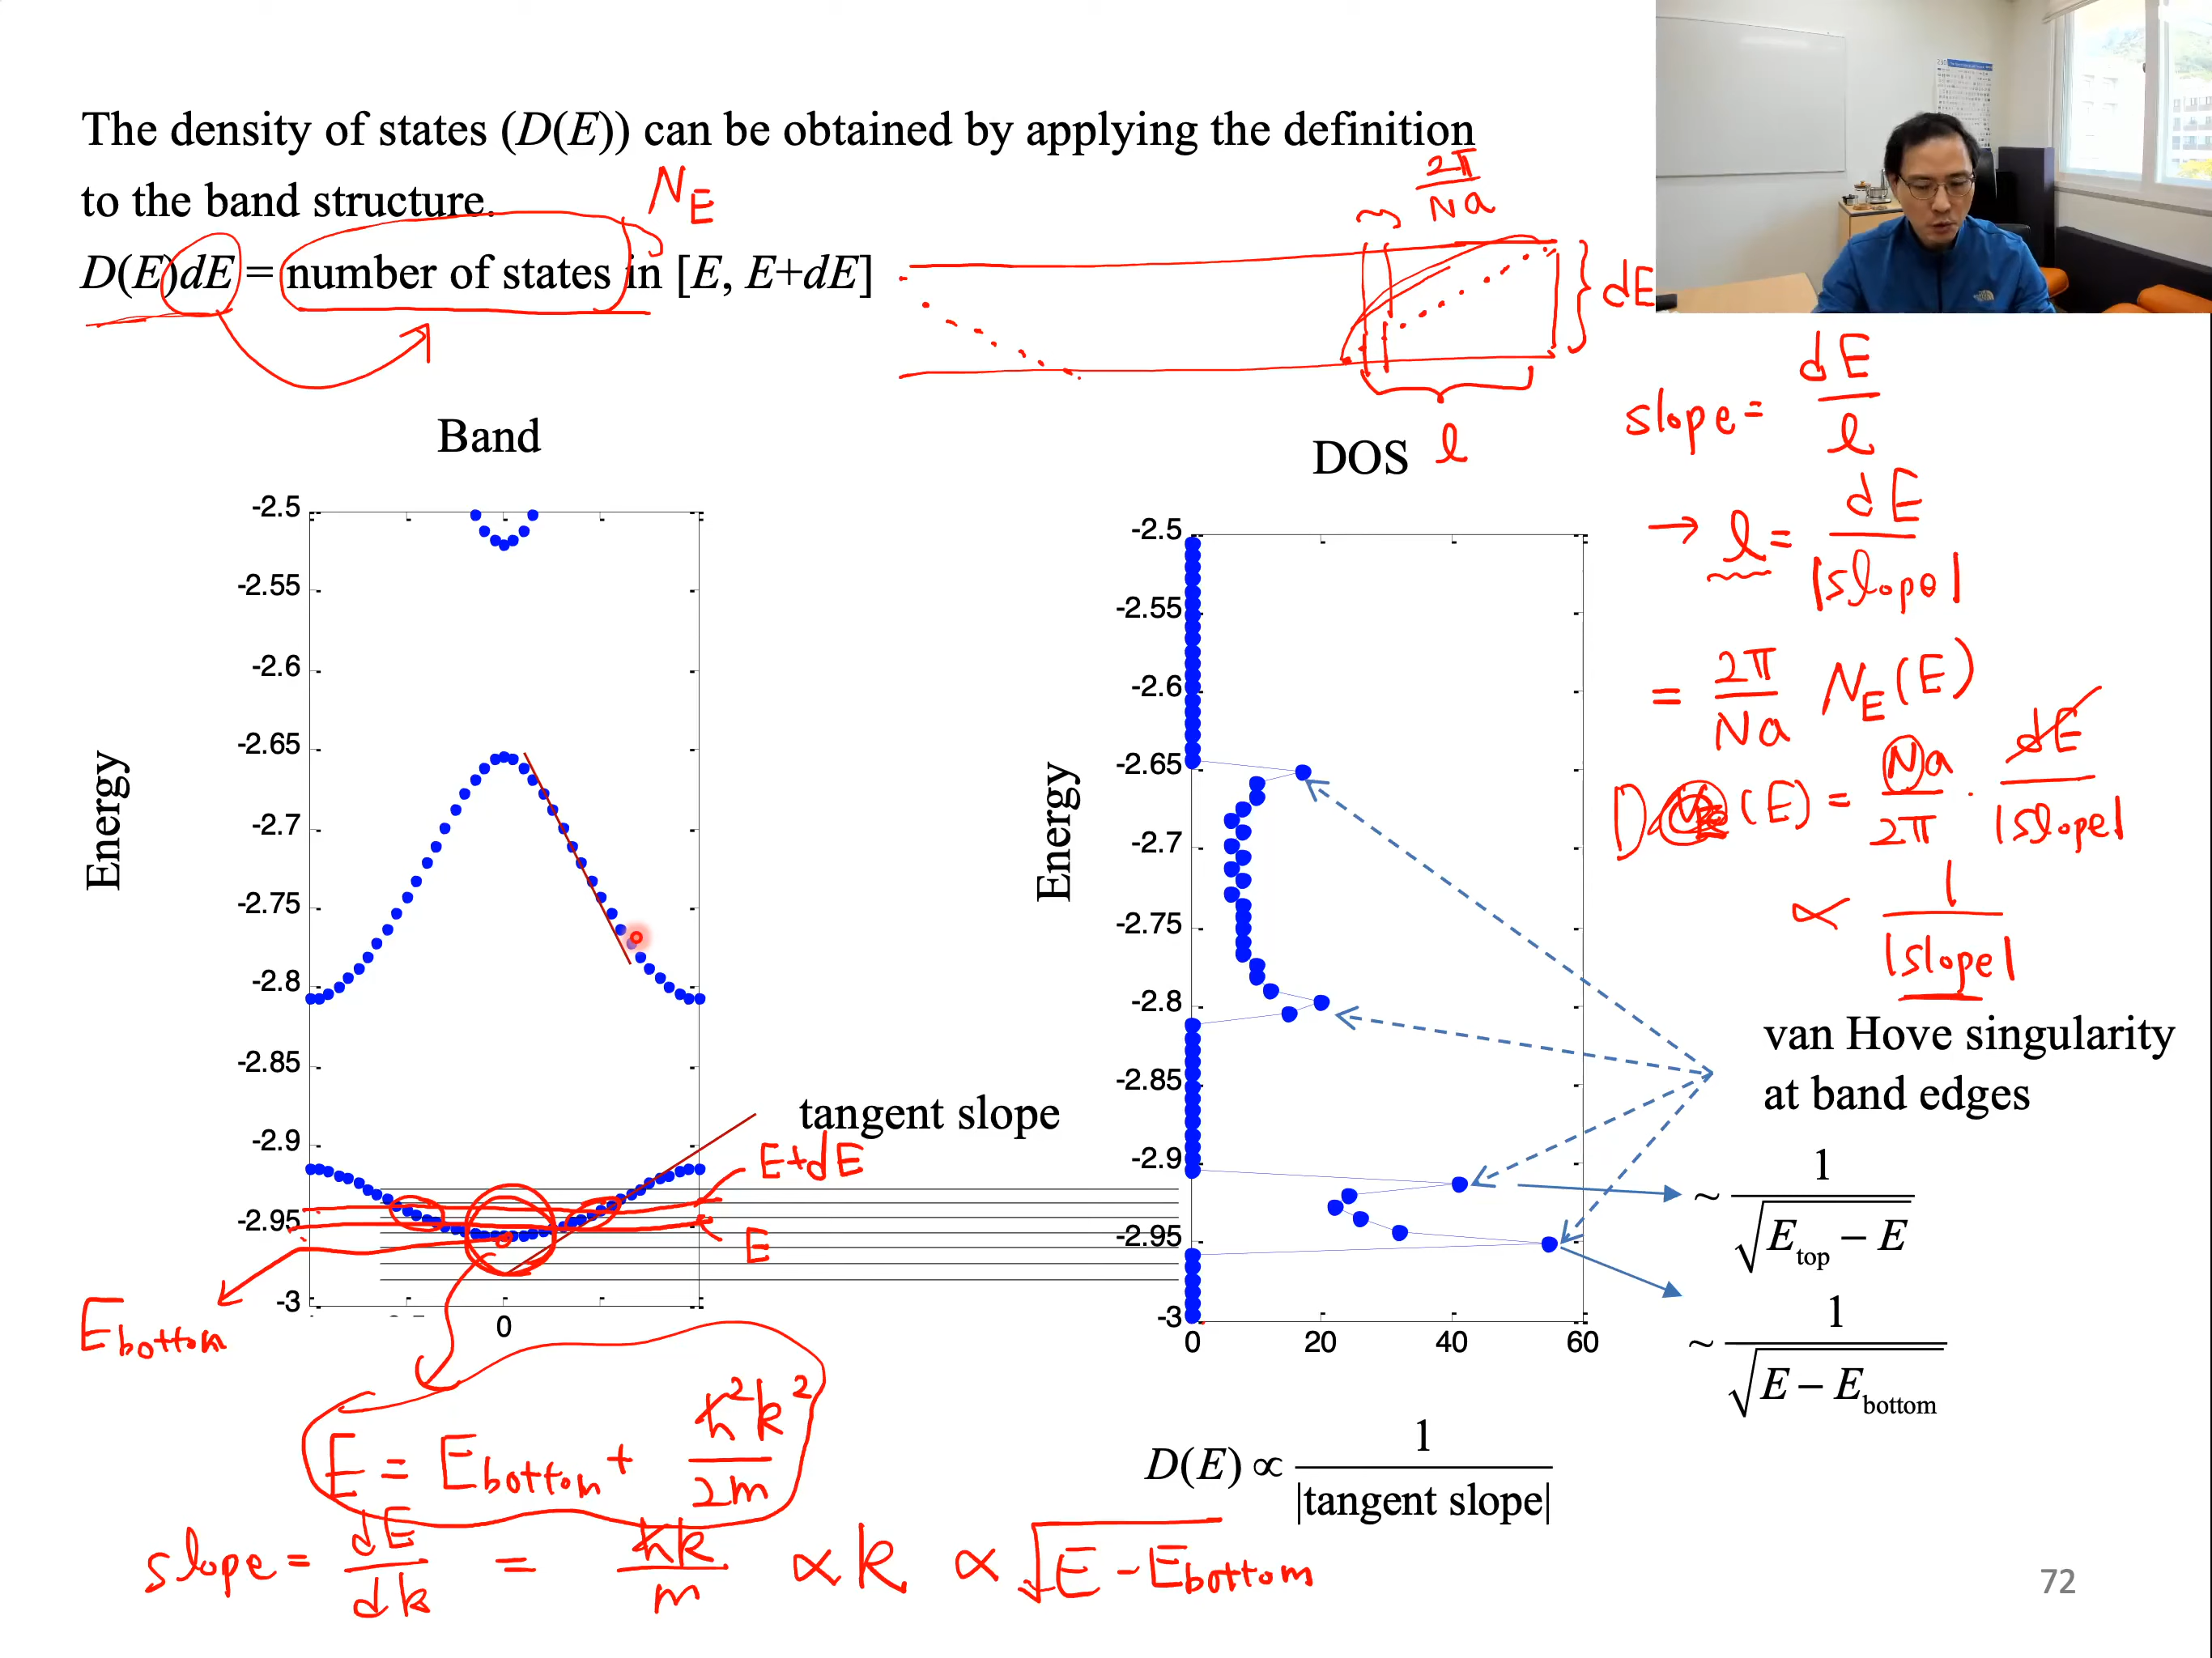 The density of states (D(E)) can be obtained by applying the definition
to the band structure.
N_E
D(E)dE = number of states in [E, E+dE]
2π/Na
dE
l
slope = dE/l
→ l = dE/|slope|
= 2π/Na N_E(E)
D(E) = Na/2π · dE/|slope|
∝ 1/|slope|
Band
-2.5
-2.55
-2.6
-2.65
-2.7
-2.75
-2.8
-2.85
-2.9
-2.95
-3
0
Energy
tangent slope
E+dE
E
E_bottom
DOS
-2.5
-2.55
-2.6
-2.65
-2.7
-2.75
-2.8
-2.85
-2.9
-2.95
-3
0 20 40 60
Energy
van Hove singularity
at band edges
~ 1/√(E_top − E)
~ 1/√(E − E_bottom)
D(E) ∝ 1/|tangent slope|
E = E_bottom + ħ²k²/2m
slope = dE/dk = ħk/m ∝ k ∝ √(E − E_bottom)
72